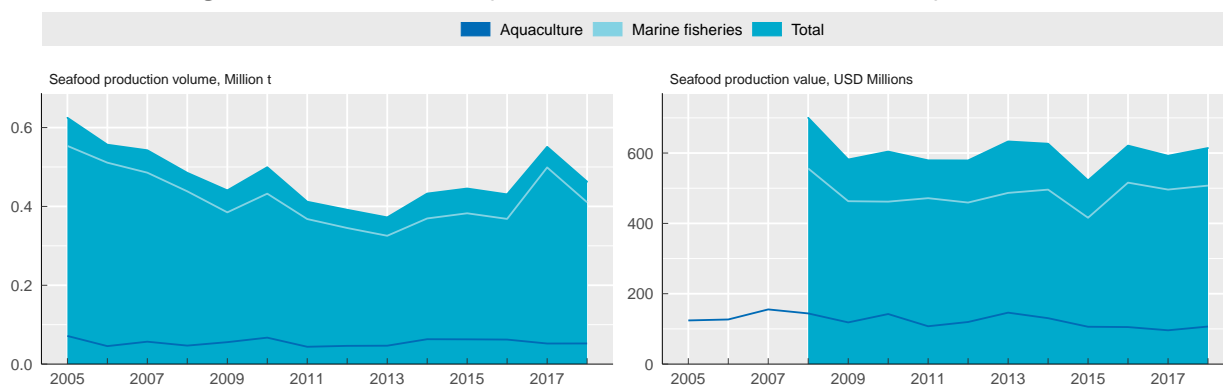 Aquaculture Marine fisheries Total
Seafood production volume, Million t
0.6
0.4
0.2
0.0
2005 2007 2009 2011 2013 2015 2017
Seafood production value, USD Millions
600
400
200
0
2005 2007 2009 2011 2013 2015 2017